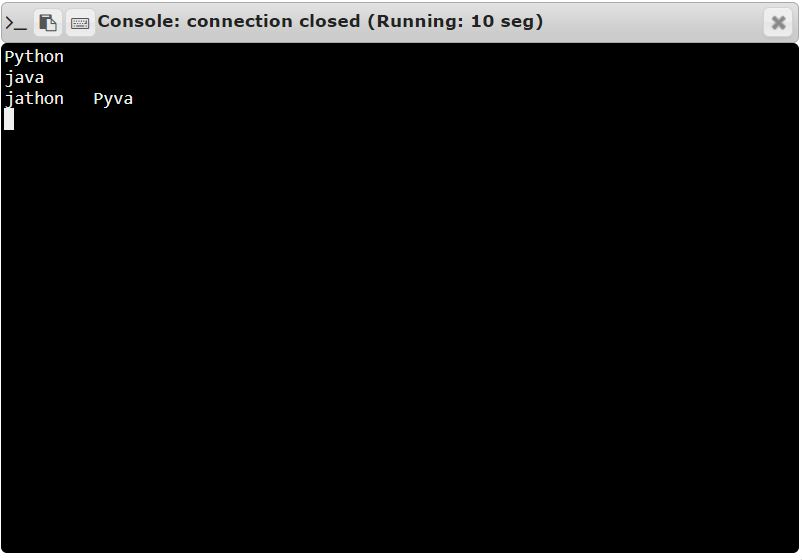 >_ Console: connection closed (Running: 10 seg)
Python
java
jathon   Pyva